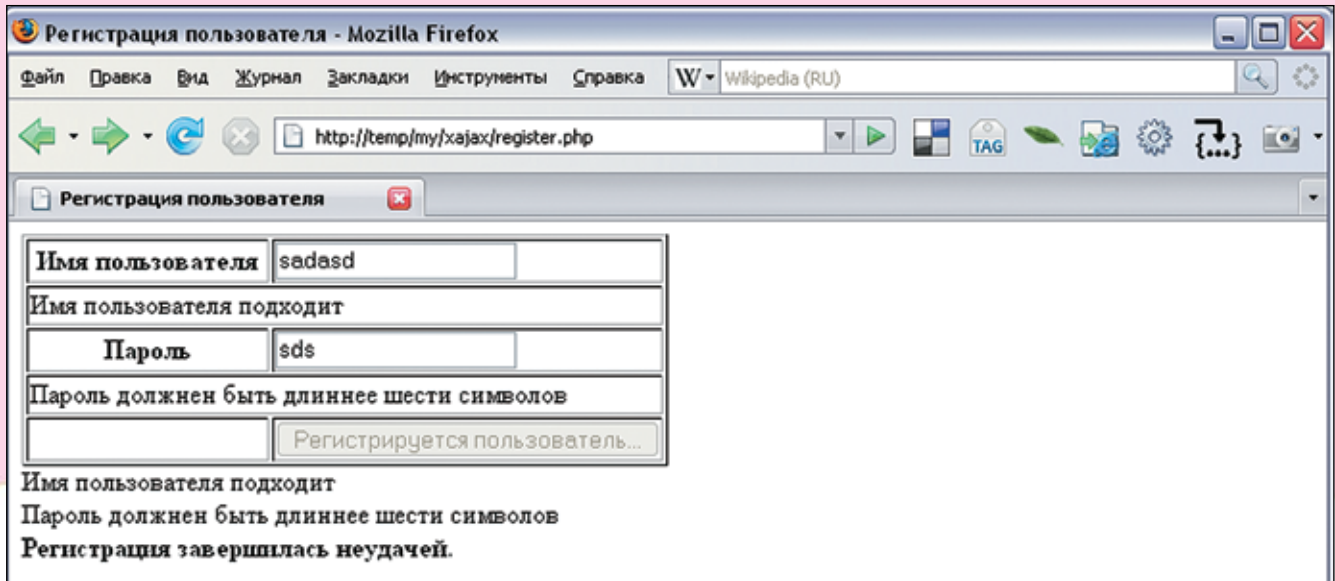 Регистрация пользователя - Mozilla Firefox
Файл Правка Вид Журнал Закладки Инструменты Справка W Wikipedia (RU)
http://temp/my/xajax/register.php TAG {...}
Регистрация пользователя
Имя пользователя sadasd
Имя пользователя подходит
Пароль sds
Пароль должнен быть длиннее шести символов
Регистрируется пользователь...
Имя пользователя подходит
Пароль должнен быть длиннее шести символов
Регистрация завершилась неудачей.